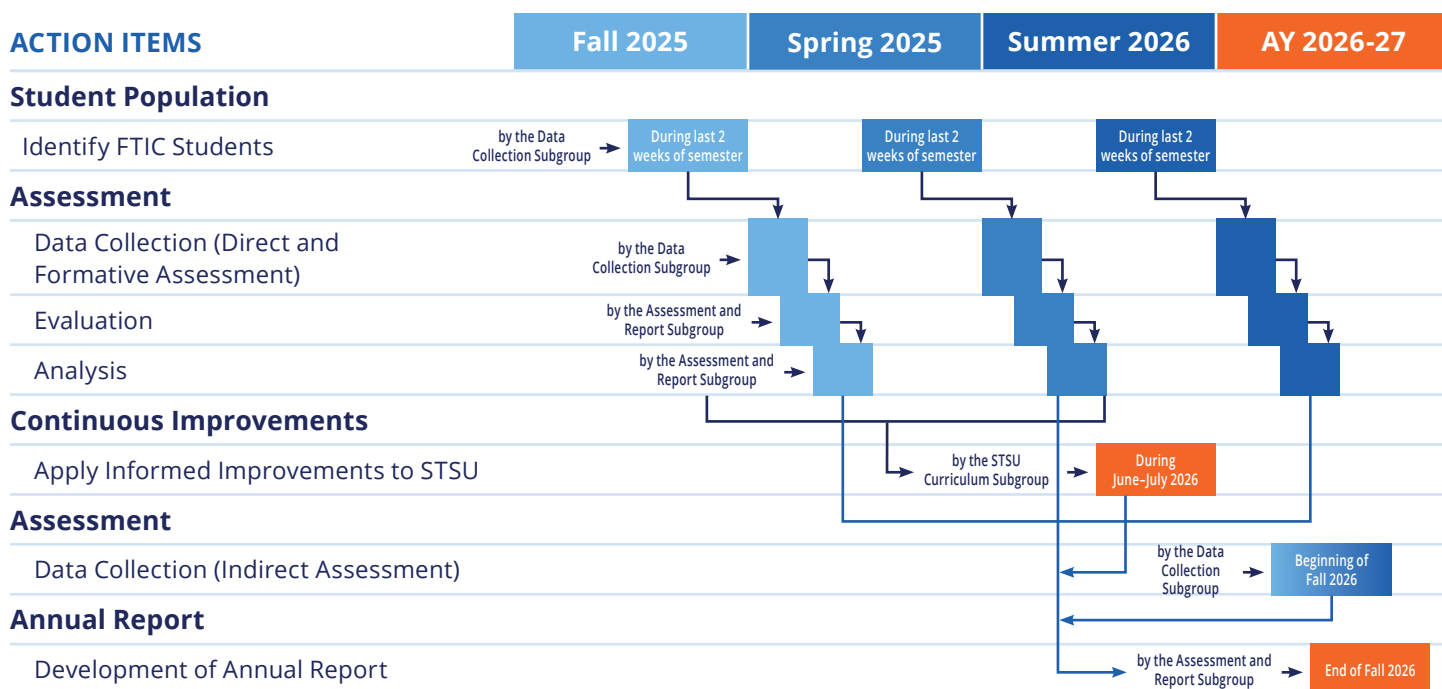 ACTION ITEMS
Fall 2025
Spring 2025
Summer 2026
AY 2026-27
Student Population
Identify FTIC Students
by the Data
Collection Subgroup
During last 2
weeks of semester
During last 2
weeks of semester
During last 2
weeks of semester
Assessment
Data Collection (Direct and
Formative Assessment)
by the Data
Collection Subgroup
Evaluation
by the Assessment and
Report Subgroup
Analysis
by the Assessment and
Report Subgroup
Continuous Improvements
Apply Informed Improvements to STSU
by the STSU
Curriculum Subgroup
During
June–July 2026
Assessment
Data Collection (Indirect Assessment)
by the Data
Collection
Subgroup
Beginning of
Fall 2026
Annual Report
Development of Annual Report
by the Assessment and
Report Subgroup
End of Fall 2026